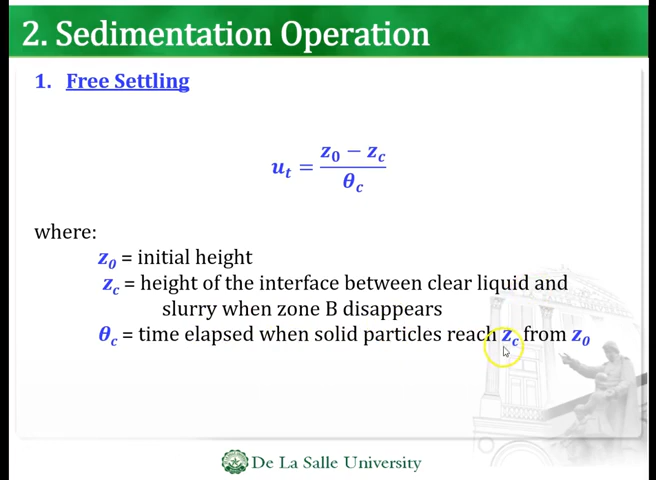 2. Sedimentation Operation
1. Free Settling
u_t = (z_0 − z_c) / θ_c
where:
z_0 = initial height
z_c = height of the interface between clear liquid and
slurry when zone B disappears
θ_c = time elapsed when solid particles reach z_c from z_0
De La Salle University